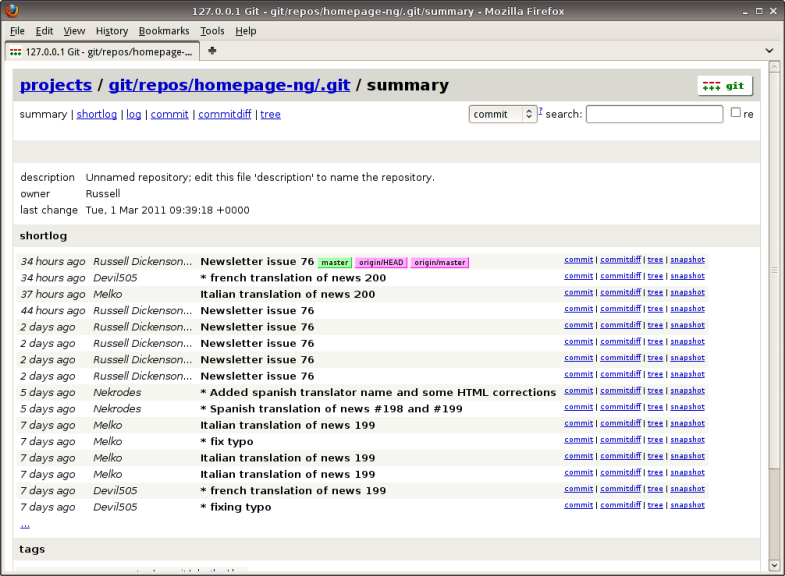 127.0.0.1 Git - git/repos/homepage-ng/.git/summary - Mozilla Firefox
File Edit View History Bookmarks Tools Help
127.0.0.1 Git - git/repos/homepage-...
projects / git/repos/homepage-ng/.git / summary git
summary | shortlog | log | commit | commitdiff | tree commit ? search: re
description Unnamed repository; edit this file 'description' to name the repository.
owner Russell
last change Tue, 1 Mar 2011 09:39:18 +0000
shortlog
34 hours ago Russell Dickenson... Newsletter issue 76 master origin/HEAD origin/master commit | commitdiff | tree | snapshot
34 hours ago Devil505 * french translation of news 200 commit | commitdiff | tree | snapshot
37 hours ago Melko Italian translation of news 200 commit | commitdiff | tree | snapshot
44 hours ago Russell Dickenson... Newsletter issue 76 commit | commitdiff | tree | snapshot
2 days ago Russell Dickenson... Newsletter issue 76 commit | commitdiff | tree | snapshot
2 days ago Russell Dickenson... Newsletter issue 76 commit | commitdiff | tree | snapshot
2 days ago Russell Dickenson... Newsletter issue 76 commit | commitdiff | tree | snapshot
2 days ago Russell Dickenson... Newsletter issue 76 commit | commitdiff | tree | snapshot
5 days ago Nekrodes * Added spanish translator name and some HTML corrections commit | commitdiff | tree | snapshot
5 days ago Nekrodes * Spanish translation of news #198 and #199 commit | commitdiff | tree | snapshot
7 days ago Melko Italian translation of news 199 commit | commitdiff | tree | snapshot
7 days ago Melko * fix typo commit | commitdiff | tree | snapshot
7 days ago Melko Italian translation of news 199 commit | commitdiff | tree | snapshot
7 days ago Melko Italian translation of news 199 commit | commitdiff | tree | snapshot
7 days ago Devil505 * french translation of news 199 commit | commitdiff | tree | snapshot
7 days ago Devil505 * fixing typo commit | commitdiff | tree | snapshot
...
tags